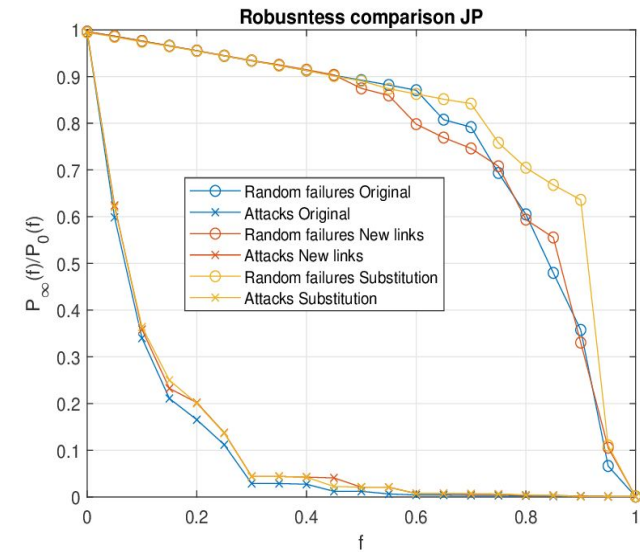 Robusntess comparison JP
P∞(f)/P0(f)
1
0.9
0.8
0.7
0.6
0.5
0.4
0.3
0.2
0.1
0
Random failures Original
Attacks Original
Random failures New links
Attacks New links
Random failures Substitution
Attacks Substitution
0 0.2 0.4 0.6 0.8 1
f